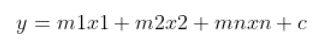 y = m1x1 + m2x2 + mnxn + c